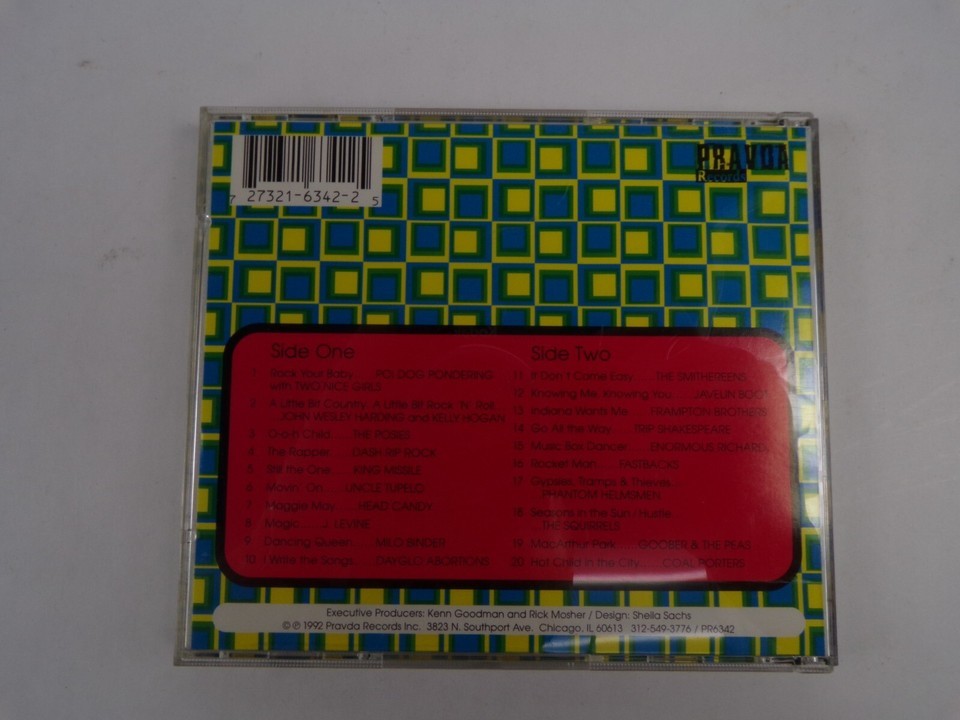 7 27321-6342-2 5
PRAVDA
Records
Side One
1 Rock Your Baby.... POI DOG PONDERING
with TWO NICE GIRLS
2 A Little Bit Country, A Little Bit Rock 'N' Roll...
JOHN WESLEY HARDING and KELLY HOGAN
3 O-o-h Child.....THE POSIES
4 The Rapper.....DASH RIP ROCK
5 the One.....KING MISSILE
6 Movin' On.....UNCLE TUPELO
7 Maggie May.....HEAD CANDY
8 Magic.....J. LEVINE
9 Dancing Queen.....MILO BINDER
10 I Write the Songs.....DAYGLO ABORTIONS
Side Two
11 It Don't Come Easy.....THE SMITHEREENS
12 Knowing Me, Knowing You.....JAVELIN BOOT
13 Indiana Wants Me.....FRAMPTON BROTHERS
14 Go All the Way.....TRIP SHAKESPEARE
15 Music Box Dancer.....ENORMOUS RICHARD
16 Rocket Man.....FASTBACKS
17 Gypsies, Tramps & Thieves...
PHANTOM HELMSMEN
18 Seasons in the Sun / Hustle
...THE SQUIRRELS
19 MacArthur Park.....GOOBER & THE PEAS
20 Hot Child in the City.....COAL PORTERS
Executive Producers: Kenn Goodman and Rick Mosher / Design: Sheila Sachs
© ℗ 1992 Pravda Records Inc. 3823 N. Southport Ave. Chicago, IL 60613 312-549-3776 / PR6342